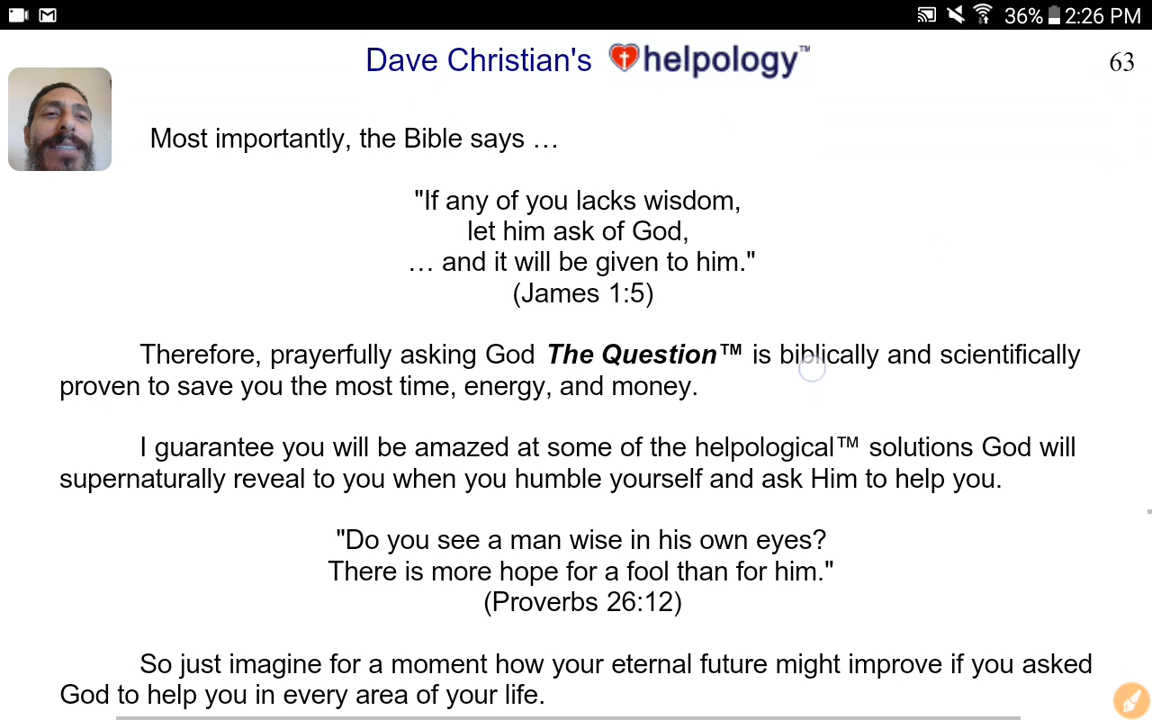 36% 2:26 PM
Dave Christian's helpology™ 63
Most importantly, the Bible says …
"If any of you lacks wisdom,
let him ask of God,
… and it will be given to him."
(James 1:5)
Therefore, prayerfully asking God The Question™ is biblically and scientifically
proven to save you the most time, energy, and money.
I guarantee you will be amazed at some of the helpological™ solutions God will
supernaturally reveal to you when you humble yourself and ask Him to help you.
"Do you see a man wise in his own eyes?
There is more hope for a fool than for him."
(Proverbs 26:12)
So just imagine for a moment how your eternal future might improve if you asked
God to help you in every area of your life.